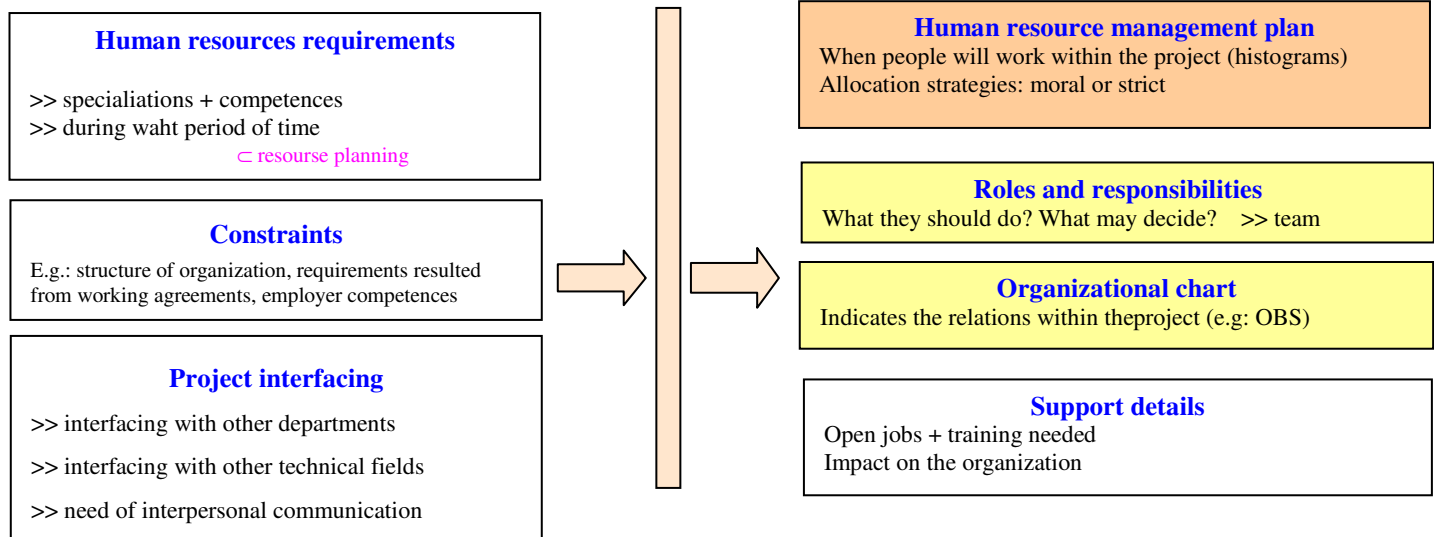 Human resources requirements
>> specialiations + competences
>> during waht period of time
⊂ resourse planning
Constraints
E.g.: structure of organization, requirements resulted
from working agreements, employer competences
Project interfacing
>> interfacing with other departments
>> interfacing with other technical fields
>> need of interpersonal communication
Human resource management plan
When people will work within the project (histograms)
Allocation strategies: moral or strict
Roles and responsibilities
What they should do? What may decide? >> team
Organizational chart
Indicates the relations within theproject (e.g: OBS)
Support details
Open jobs + training needed
Impact on the organization